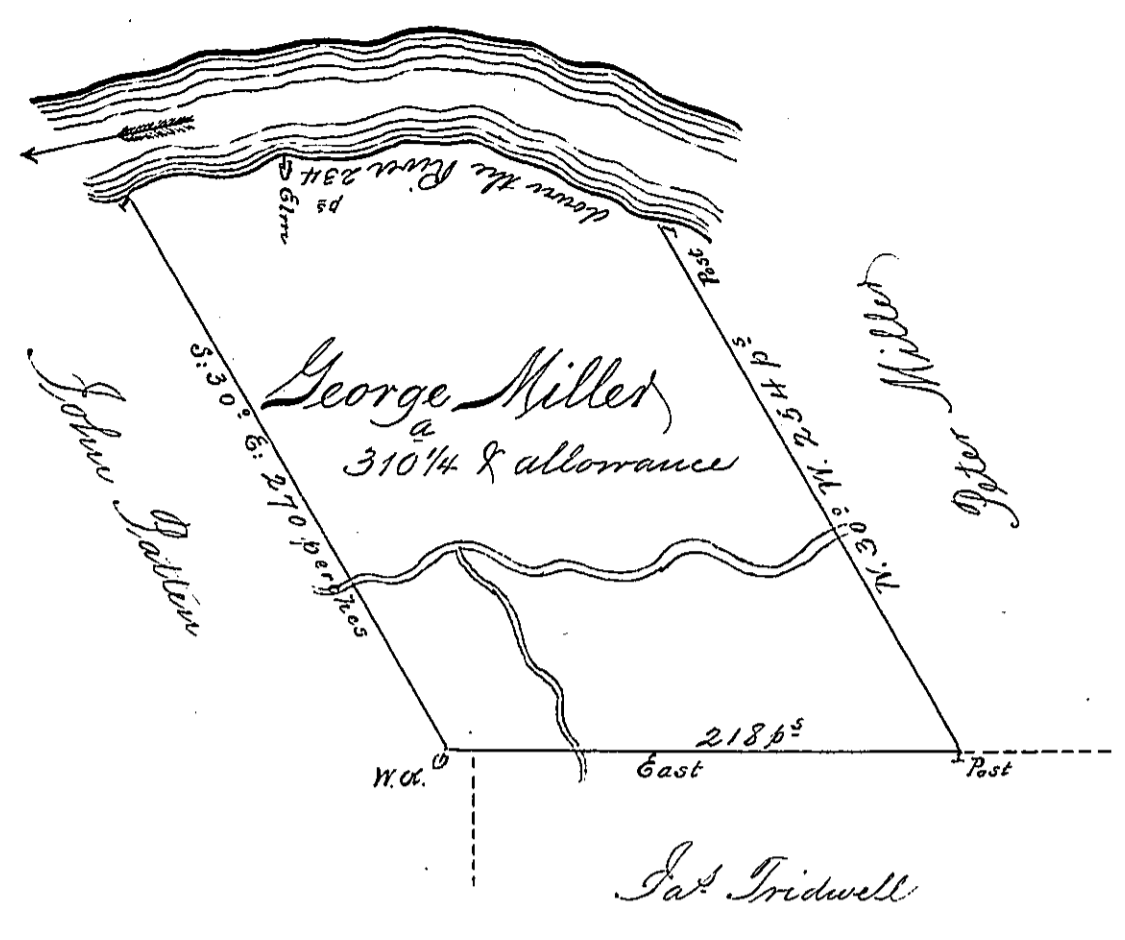 down the River 234 ps
Elm
Post
S: 30° E: 270 perches
George Miller
a
310 1/4 & allowance
N. 30° W. 254 ps
John Patten
Peter Miller
218 ps
W.O.
East
Post
Jas. Tridwell